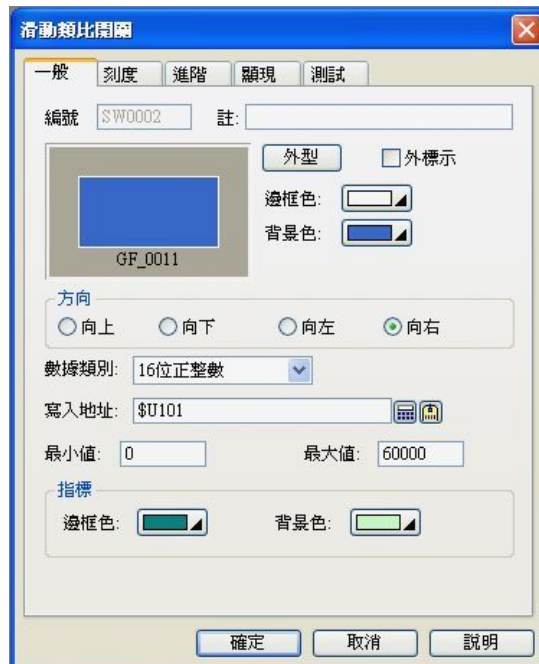 滑動類比開關
一般 刻度 進階 顯現 測試
編號 SW0002 註:
外型 外標示
邊框色:
背景色:
GF_0011
方向
向上 向下 向左 向右
數據類別: 16位正整數
寫入地址: $U101
最小值: 0 最大值: 60000
指標
邊框色: 背景色:
確定 取消 說明